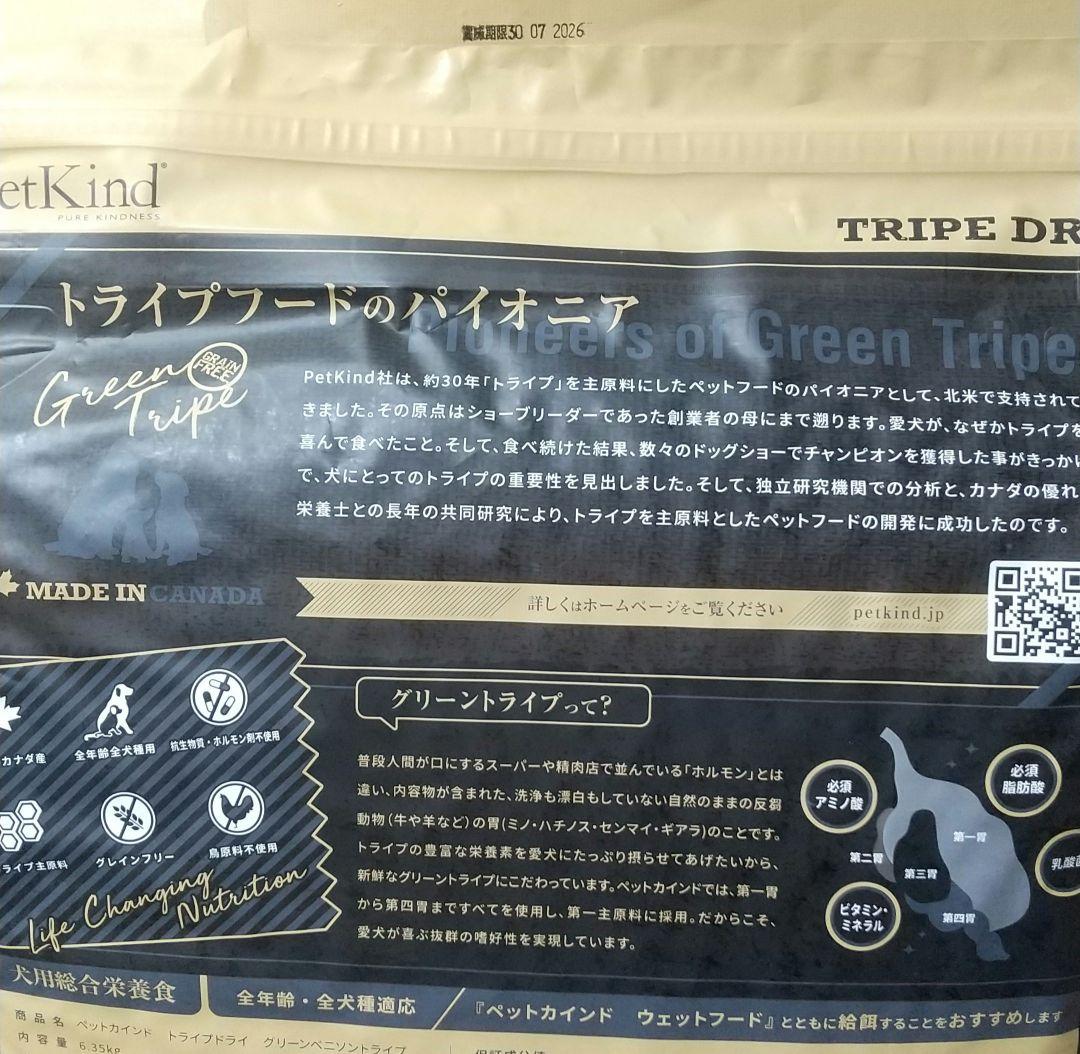 賞味期限30 07 2026
etKind®
PURE KINDNESS
TRIPE DR
トライプフードのパイオニア
Pioneers of Green Tripe
Green Tripe
GRAIN FREE
PetKind社は、約30年「トライプ」を主原料にしたペットフードのパイオニアとして、北米で支持されて
きました。その原点はショーブリーダーであった創業者の母にまで遡ります。愛犬が、なぜかトライプを
喜んで食べたこと。そして、食べ続けた結果、数々のドッグショーでチャンピオンを獲得した事がきっかけ
で、犬にとってのトライプの重要性を見出しました。そして、独立研究機関での分析と、カナダの優れ
栄養士との長年の共同研究により、トライプを主原料としたペットフードの開発に成功したのです。
MADE IN CANADA
詳しくはホームページをご覧ください
petkind.jp
カナダ産
全年齢全犬種用
抗生物質・ホルモン剤不使用
ライプ主原料
グレインフリー
鳥原料不使用
Life Changing
Nutrition
グリーントライプって?
普段人間が口にするスーパーや精肉店で並んでいる「ホルモン」とは
違い、内容物が含まれた、洗浄も漂白もしていない自然のままの反芻
動物(牛や羊など)の胃(ミノ・ハチノス・センマイ・ギアラ)のことです。
トライプの豊富な栄養素を愛犬にたっぷり摂らせてあげたいから、
新鮮なグリーントライプにこだわっています。ペットカインドでは、第一胃
から第四胃まですべてを使用し、第一主原料に採用。だからこそ、
愛犬が喜ぶ抜群の嗜好性を実現しています。
必須
アミノ酸
必須
脂肪酸
第一胃
第二胃
第三胃
第四胃
乳酸菌
ビタミン・
ミネラル
犬用総合栄養食
全年齢・全犬種適応
『ペットカインド ウェットフード』とともに給餌することをおすすめします
商品名 ペットカインド トライプドライ グリーンベニソントライプ
内容量 6.35kg
保証成分値